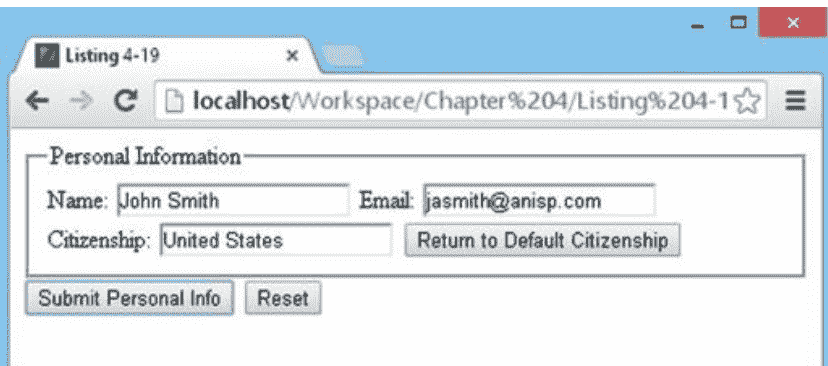 Listing 4-19
localhost/Workspace/Chapter%204/Listing%204-1
Personal Information
Name: John Smith Email: jasmith@anisp.com
Citizenship: United States Return to Default Citizenship
Submit Personal Info Reset